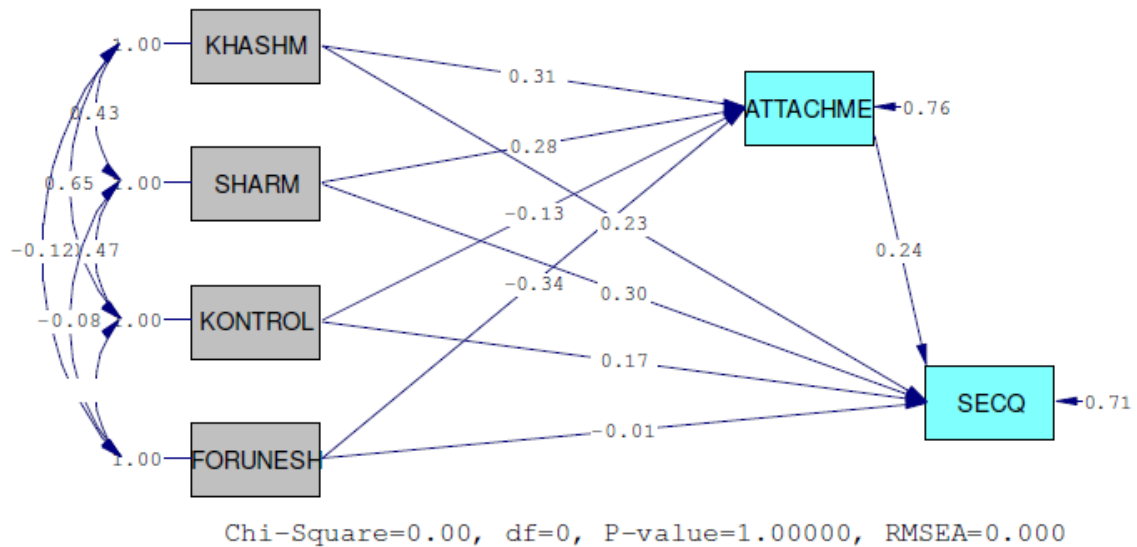 1.00
KHASHM
0.31
ATTACHME
0.76
0.43
0.28
0.65
1.00
SHARM
-0.13
0.23
-0.12
.47
0.24
-0.34
0.30
-0.08
1.00
KONTROL
0.17
SECQ
0.71
-0.01
1.00
FORUNESH
Chi-Square=0.00, df=0, P-value=1.00000, RMSEA=0.000